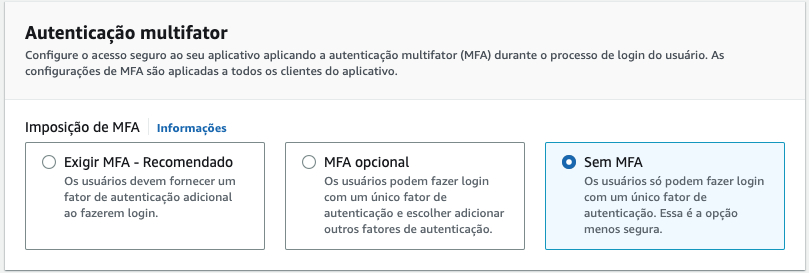 Autenticação multifator
Configure o acesso seguro ao seu aplicativo aplicando a autenticação multifator (MFA) durante o processo de login do usuário. As
configurações de MFA são aplicadas a todos os clientes do aplicativo.
Imposição de MFA
Informações
Exigir MFA - Recomendado
Os usuários devem fornecer um
fator de autenticação adicional
ao fazerem login.
MFA opcional
Os usuários podem fazer login
com um único fator de
autenticação e escolher adicionar
outros fatores de autenticação.
Sem MFA
Os usuários só podem fazer login
com um único fator de
autenticação. Essa é a opção
menos segura.